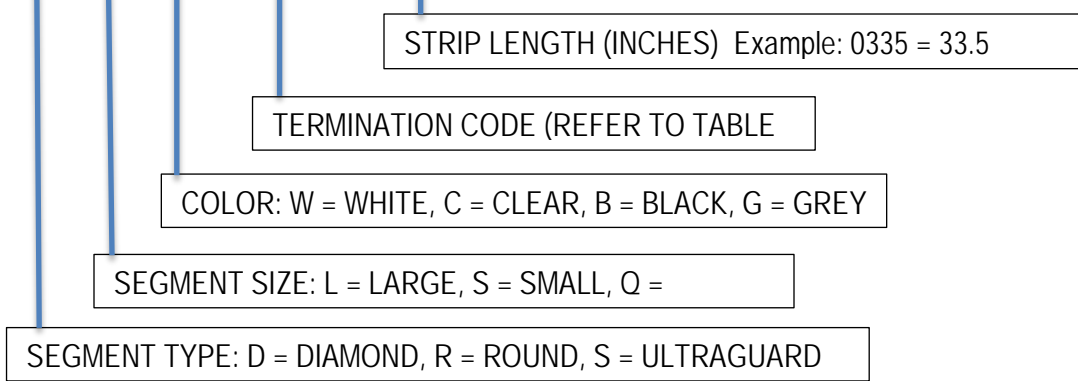 STRIP LENGTH (INCHES) Example: 0335 = 33.5
TERMINATION CODE (REFER TO TABLE
COLOR: W = WHITE, C = CLEAR, B = BLACK, G = GREY
SEGMENT SIZE: L = LARGE, S = SMALL, Q =
SEGMENT TYPE: D = DIAMOND, R = ROUND, S = ULTRAGUARD